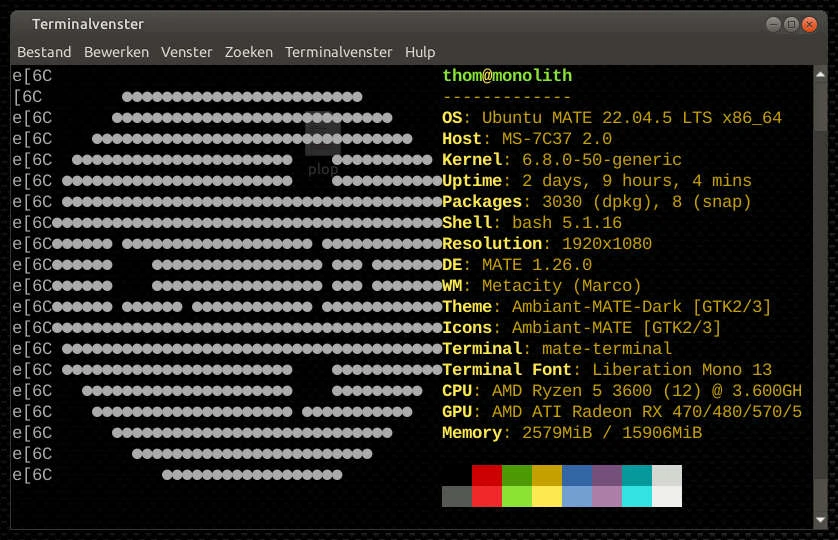 Terminalvenster
Bestand Bewerken Venster Zoeken Terminalvenster Hulp
e[6C thom@monolith
[6C -------------
e[6C OS: Ubuntu MATE 22.04.5 LTS x86_64
e[6C Host: MS-7C37 2.0
e[6C Kernel: 6.8.0-50-generic
plop
e[6C Uptime: 2 days, 9 hours, 4 mins
e[6C Packages: 3030 (dpkg), 8 (snap)
e[6C Shell: bash 5.1.16
e[6C Resolution: 1920x1080
e[6C DE: MATE 1.26.0
e[6C WM: Metacity (Marco)
e[6C Theme: Ambiant-MATE-Dark [GTK2/3]
e[6C Icons: Ambiant-MATE [GTK2/3]
e[6C Terminal: mate-terminal
e[6C Terminal Font: Liberation Mono 13
e[6C CPU: AMD Ryzen 5 3600 (12) @ 3.600GH
e[6C GPU: AMD ATI Radeon RX 470/480/570/5
e[6C Memory: 2579MiB / 15906MiB
e[6C
e[6C